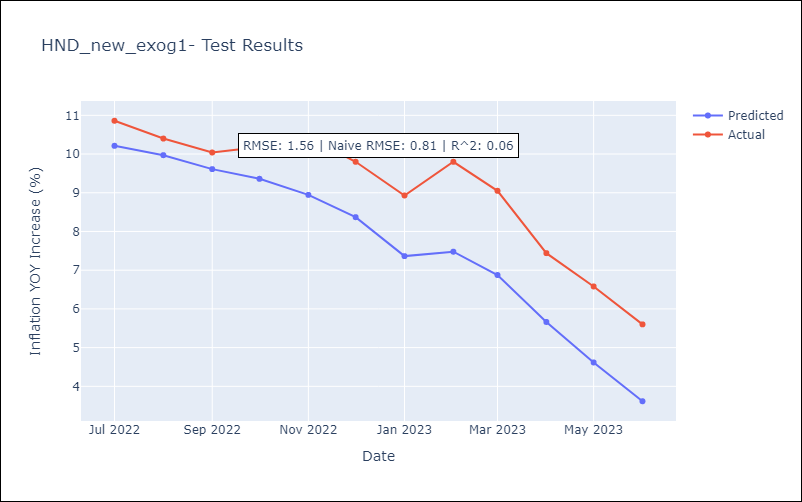 HND_new_exog1- Test Results
Predicted
Actual
RMSE: 1.56 | Naive RMSE: 0.81 | R^2: 0.06
Inflation YOY Increase (%)
11
10
9
8
7
6
5
4
Jul 2022
Sep 2022
Nov 2022
Jan 2023
Mar 2023
May 2023
Date